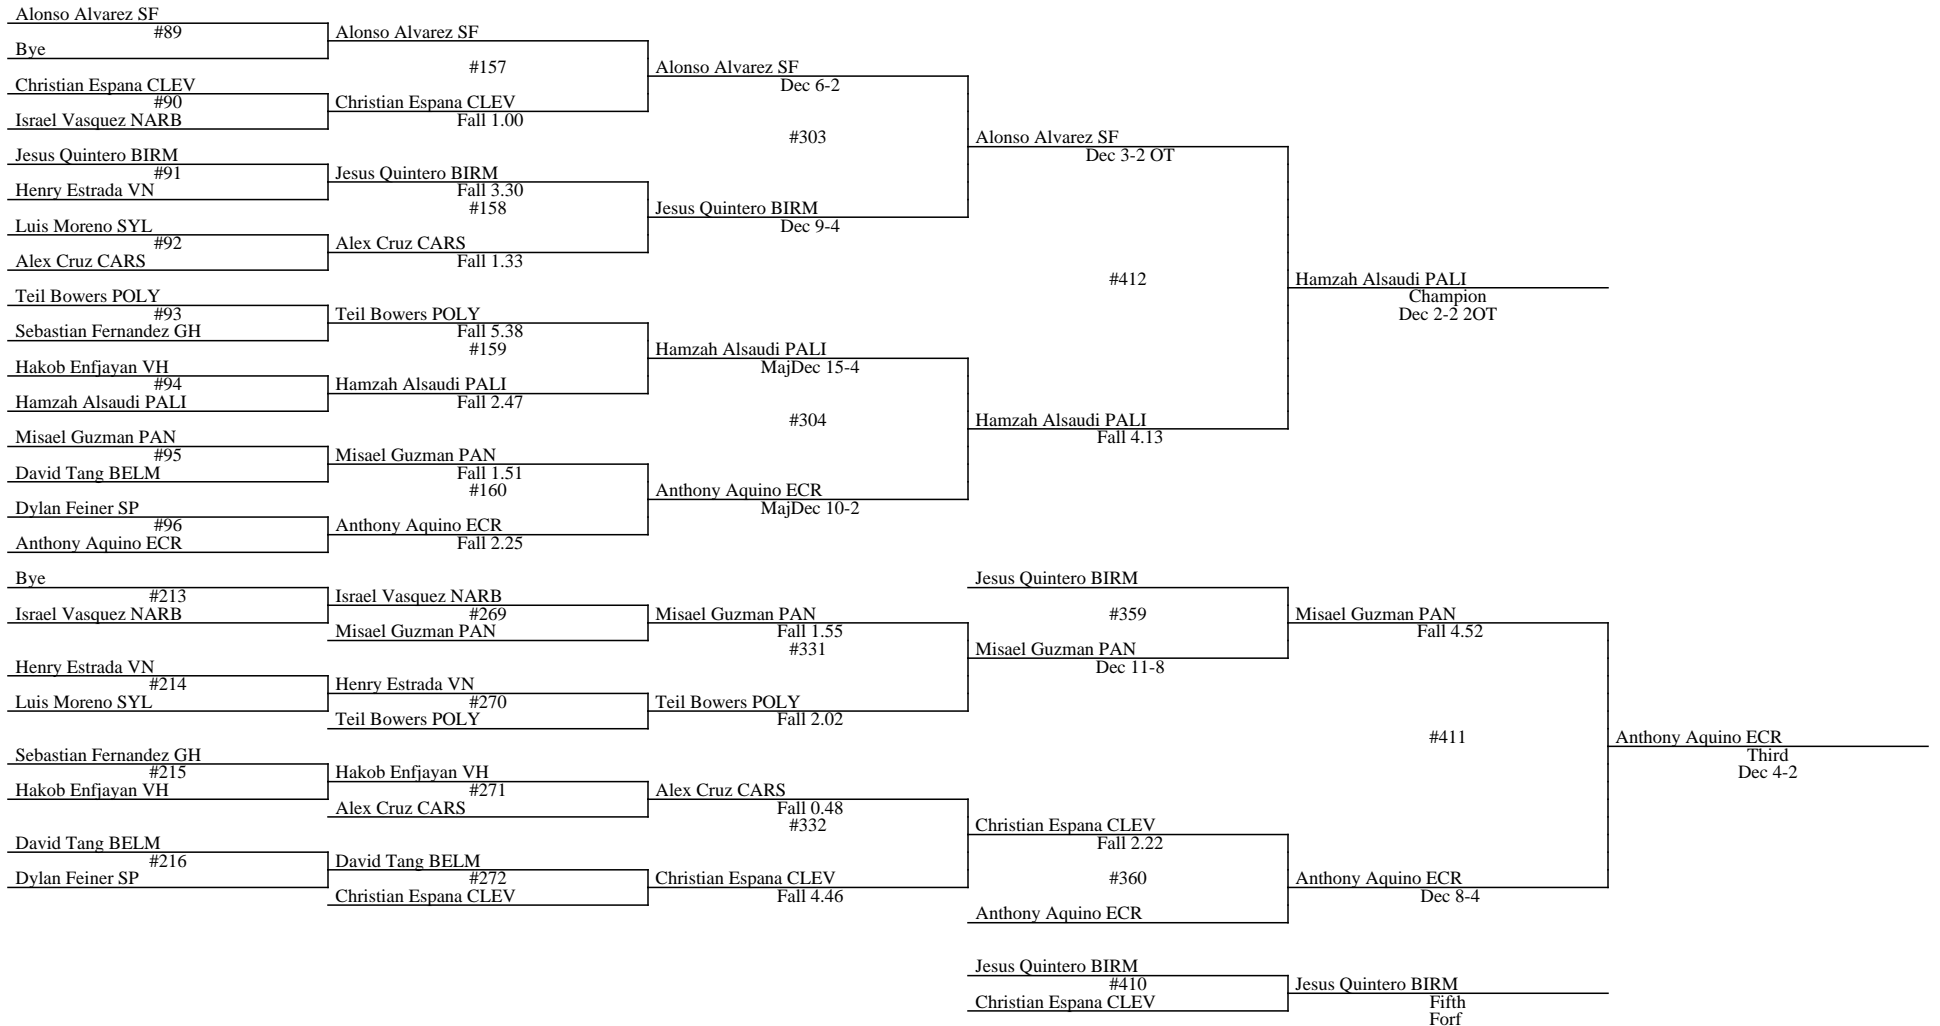 Alonso Alvarez SF
#89
Bye
Christian Espana CLEV
#90
Israel Vasquez NARB
Jesus Quintero BIRM
#91
Henry Estrada VN
Luis Moreno SYL
#92
Alex Cruz CARS
Teil Bowers POLY
#93
Sebastian Fernandez GH
Hakob Enfjayan VH
#94
Hamzah Alsaudi PALI
Misael Guzman PAN
#95
David Tang BELM
Dylan Feiner SP
#96
Anthony Aquino ECR
Alonso Alvarez SF
#157
Christian Espana CLEV
Fall 1.00
Jesus Quintero BIRM
Fall 3.30
#158
Alex Cruz CARS
Fall 1.33
Teil Bowers POLY
Fall 5.38
#159
Hamzah Alsaudi PALI
Fall 2.47
Misael Guzman PAN
Fall 1.51
#160
Anthony Aquino ECR
Fall 2.25
Alonso Alvarez SF
Dec 6-2
#303
Jesus Quintero BIRM
Dec 9-4
Hamzah Alsaudi PALI
MajDec 15-4
#304
Anthony Aquino ECR
MajDec 10-2
Alonso Alvarez SF
Dec 3-2 OT
#412
Hamzah Alsaudi PALI
Fall 4.13
Hamzah Alsaudi PALI
Champion
Dec 2-2 2OT
Bye
#213
Israel Vasquez NARB
Henry Estrada VN
#214
Luis Moreno SYL
Sebastian Fernandez GH
#215
Hakob Enfjayan VH
David Tang BELM
#216
Dylan Feiner SP
Israel Vasquez NARB
#269
Misael Guzman PAN
Henry Estrada VN
#270
Teil Bowers POLY
Hakob Enfjayan VH
#271
Alex Cruz CARS
David Tang BELM
#272
Christian Espana CLEV
Misael Guzman PAN
Fall 1.55
#331
Teil Bowers POLY
Fall 2.02
Alex Cruz CARS
Fall 0.48
#332
Christian Espana CLEV
Fall 4.46
Jesus Quintero BIRM
#359
Misael Guzman PAN
Dec 11-8
Christian Espana CLEV
Fall 2.22
#360
Anthony Aquino ECR
Misael Guzman PAN
Fall 4.52
#411
Anthony Aquino ECR
Dec 8-4
Anthony Aquino ECR
Third
Dec 4-2
Jesus Quintero BIRM
#410
Christian Espana CLEV
Jesus Quintero BIRM
Fifth
Forf